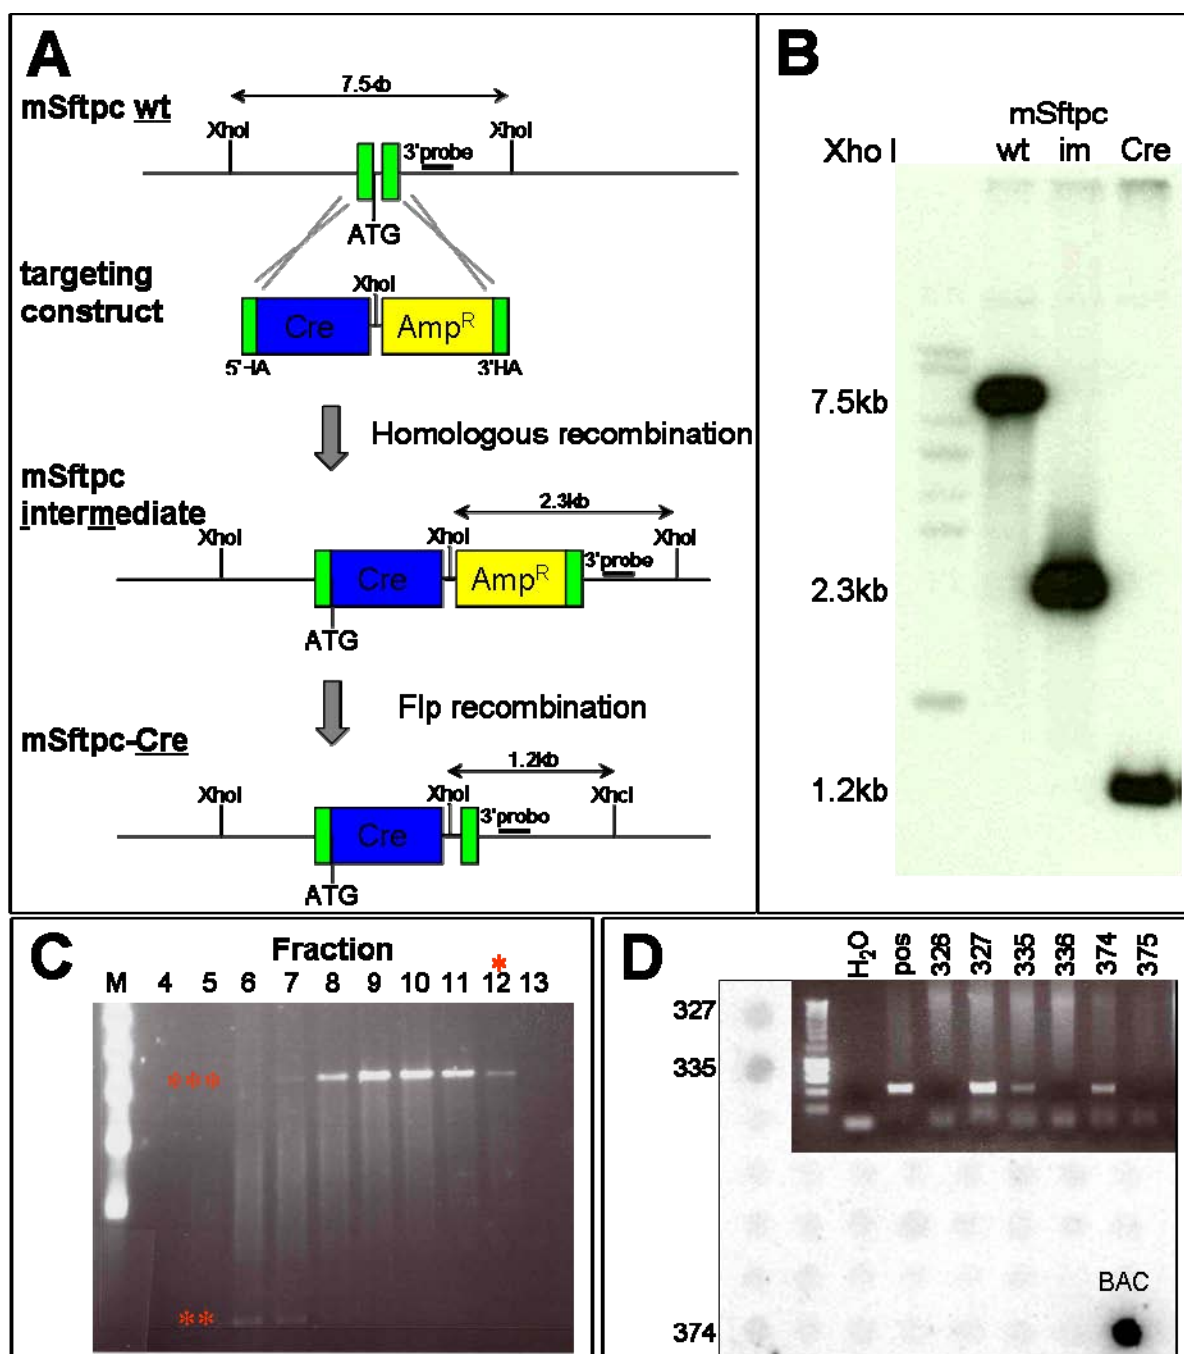 A
mSftpc wt
7.5kb
XhoI
XhoI
3'probe
ATG
targeting
construct
XhoI
Cre
Amp^R
5'HA
3'HA
Homologous recombination
mSftpc
intermediate
2.3kb
XhoI
XhoI
XhoI
3'probe
Cre
Amp^R
ATG
Flp recombination
mSftpc-Cre
1.2kb
XhoI
XhoI
XhcI
3'probo
Cre
ATG
B
mSftpc
Xho I wt im Cre
7.5kb
2.3kb
1.2kb
C
Fraction
*
M 4 5 6 7 8 9 10 11 12 13
***
**
D
H₂O pos 326 327 335 336 374 375
327
335
BAC
374